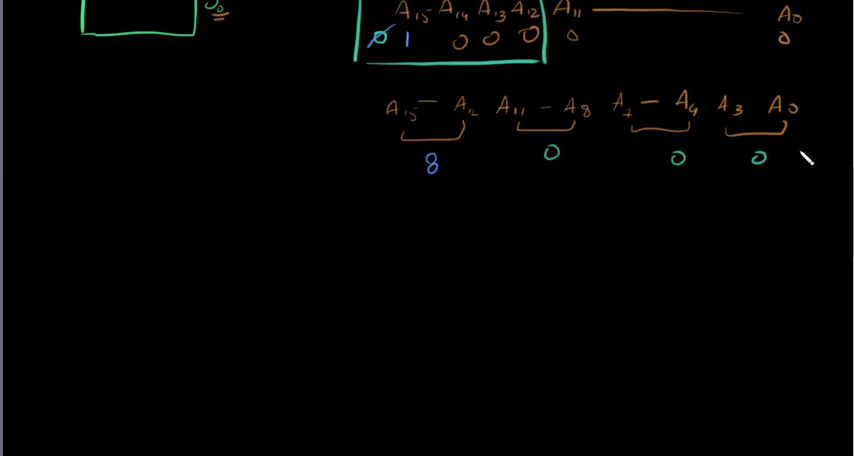 A15 A14 A13 A12 A11 A0
0 1 0 0 0 0 0
A15 — A12 A11 — A8 A7 — A4 A3 A0
8 0 0 0